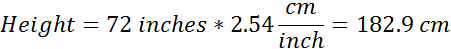 Height = 72 inches * 2.54 cm/inch = 182.9 cm